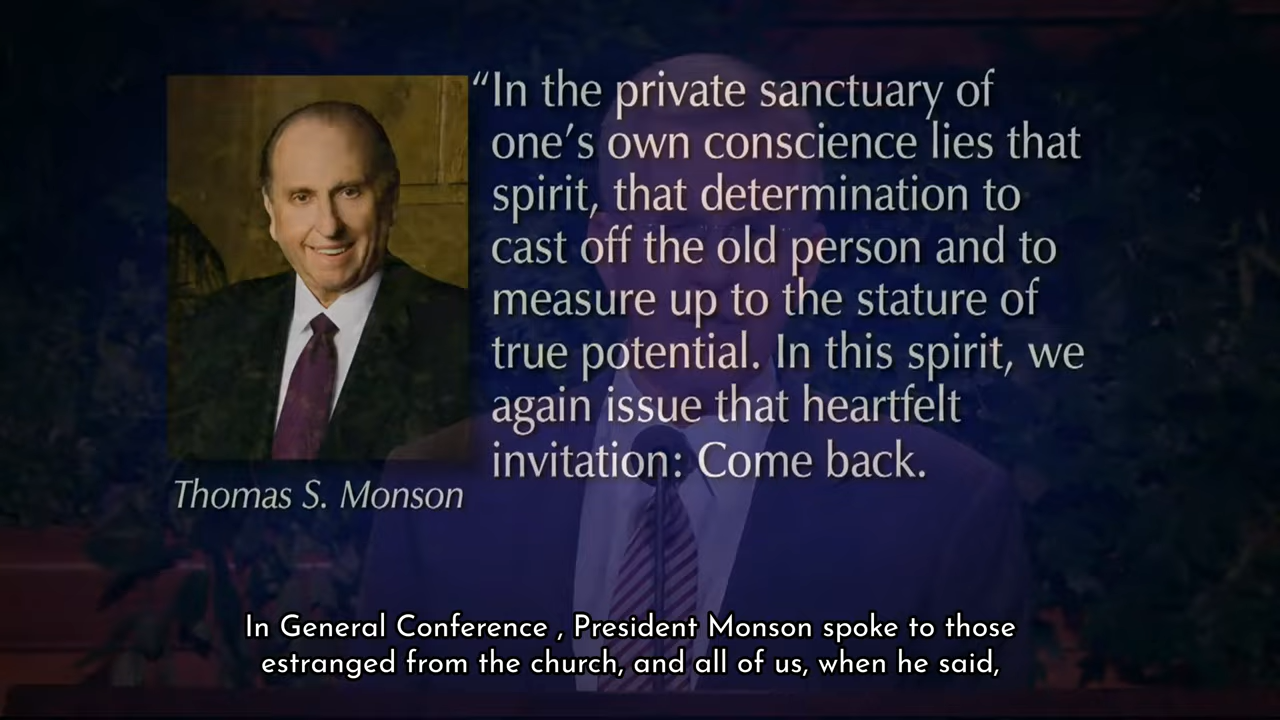 “In the private sanctuary of
one’s own conscience lies that
spirit, that determination to
cast off the old person and to
measure up to the stature of
true potential. In this spirit, we
again issue that heartfelt
invitation: Come back.
Thomas S. Monson
In General Conference , President Monson spoke to those
estranged from the church, and all of us, when he said,